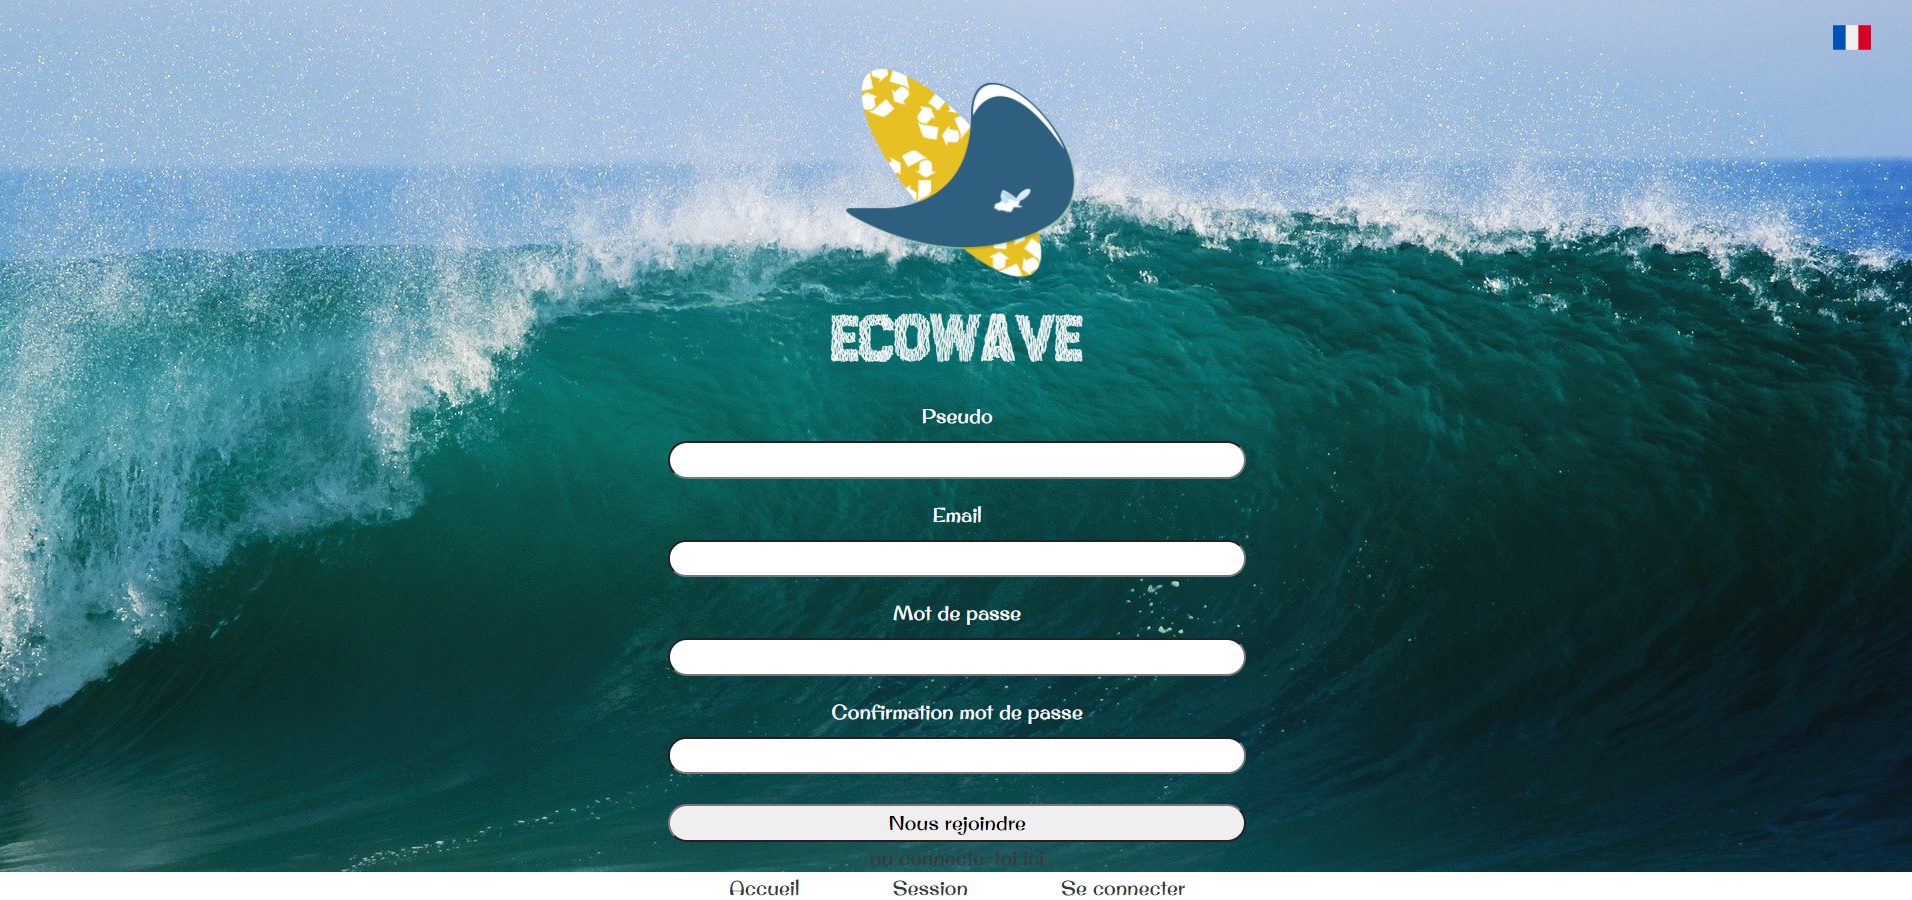 ECOWAVE
Pseudo
Email
Mot de passe
Confirmation mot de passe
Nous rejoindre
ou connecte-toi ici
Accueil Session Se connecter